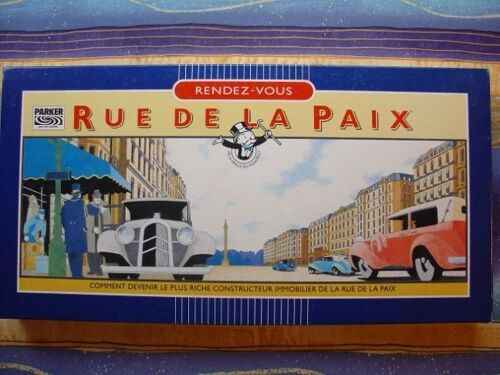 RENDEZ-VOUS
PARKER
RUE DE LA PAIX
COMMENT DEVENIR LE PLUS RICHE CONSTRUCTEUR IMMOBILIER DE LA RUE DE LA PAIX